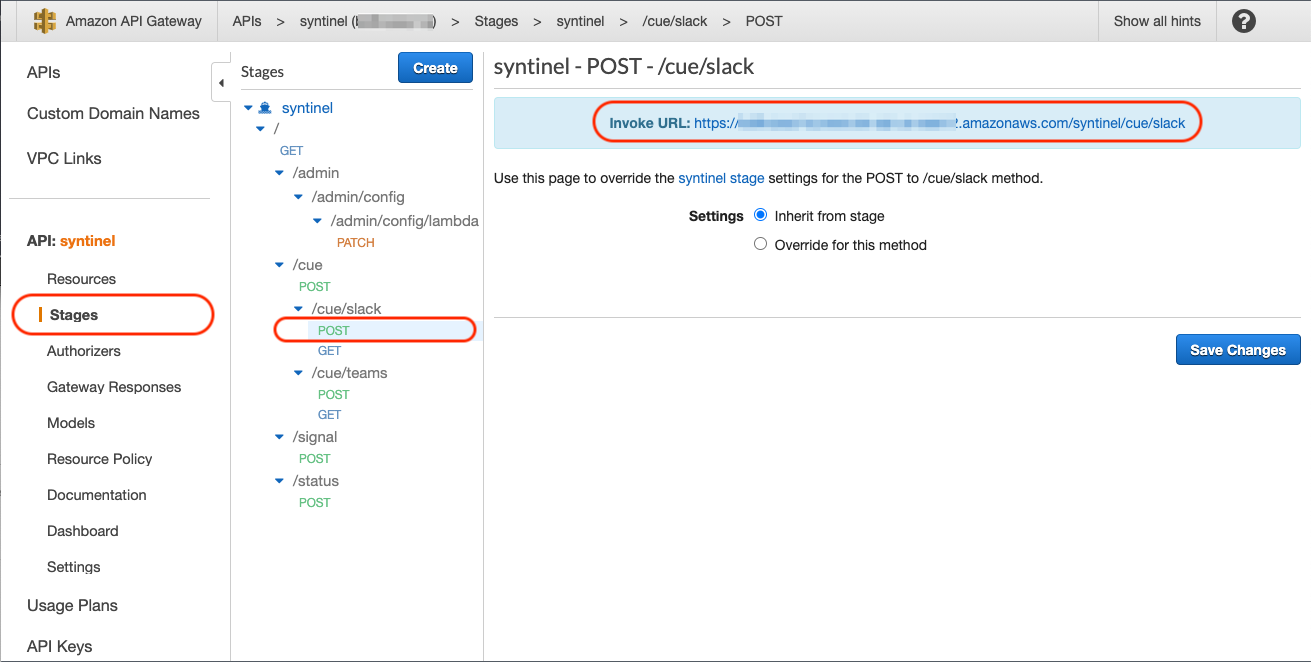 Amazon API Gateway
APIs > syntinel ( ) > Stages > syntinel > /cue/slack > POST
Show all hints
?
APIs
Custom Domain Names
VPC Links
API: syntinel
Resources
Stages
Authorizers
Gateway Responses
Models
Resource Policy
Documentation
Dashboard
Settings
Usage Plans
API Keys
Stages
Create
syntinel
/
GET
/admin
/admin/config
/admin/config/lambda
PATCH
/cue
POST
/cue/slack
POST
GET
/cue/teams
POST
GET
/signal
POST
/status
POST
syntinel - POST - /cue/slack
Invoke URL: https:// .amazonaws.com/syntinel/cue/slack
Use this page to override the syntinel stage settings for the POST to /cue/slack method.
Settings Inherit from stage
Override for this method
Save Changes